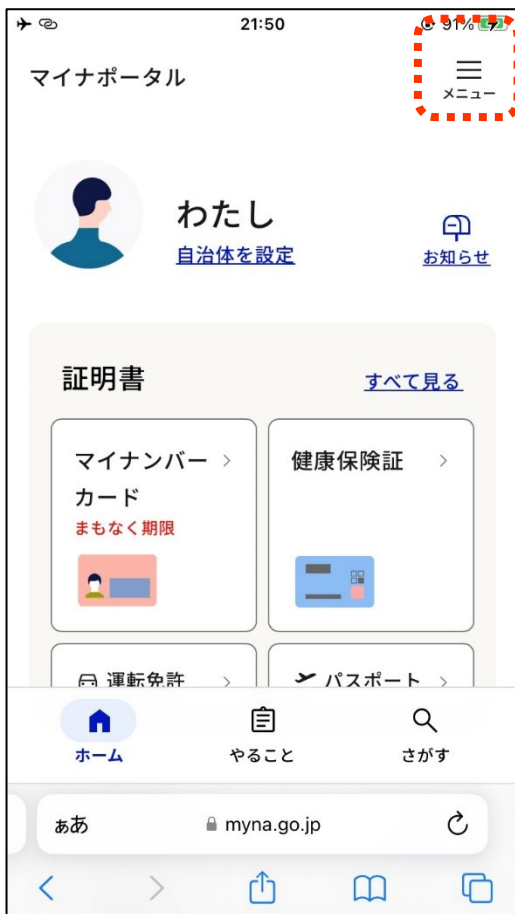 21:50
91%
マイナポータル
メニュー
わたし
自治体を設定
お知らせ
証明書
すべて見る
マイナンバー
カード
まもなく期限
健康保険証
運転免許
パスポート
ホーム
やること
さがす
ぁあ
myna.go.jp